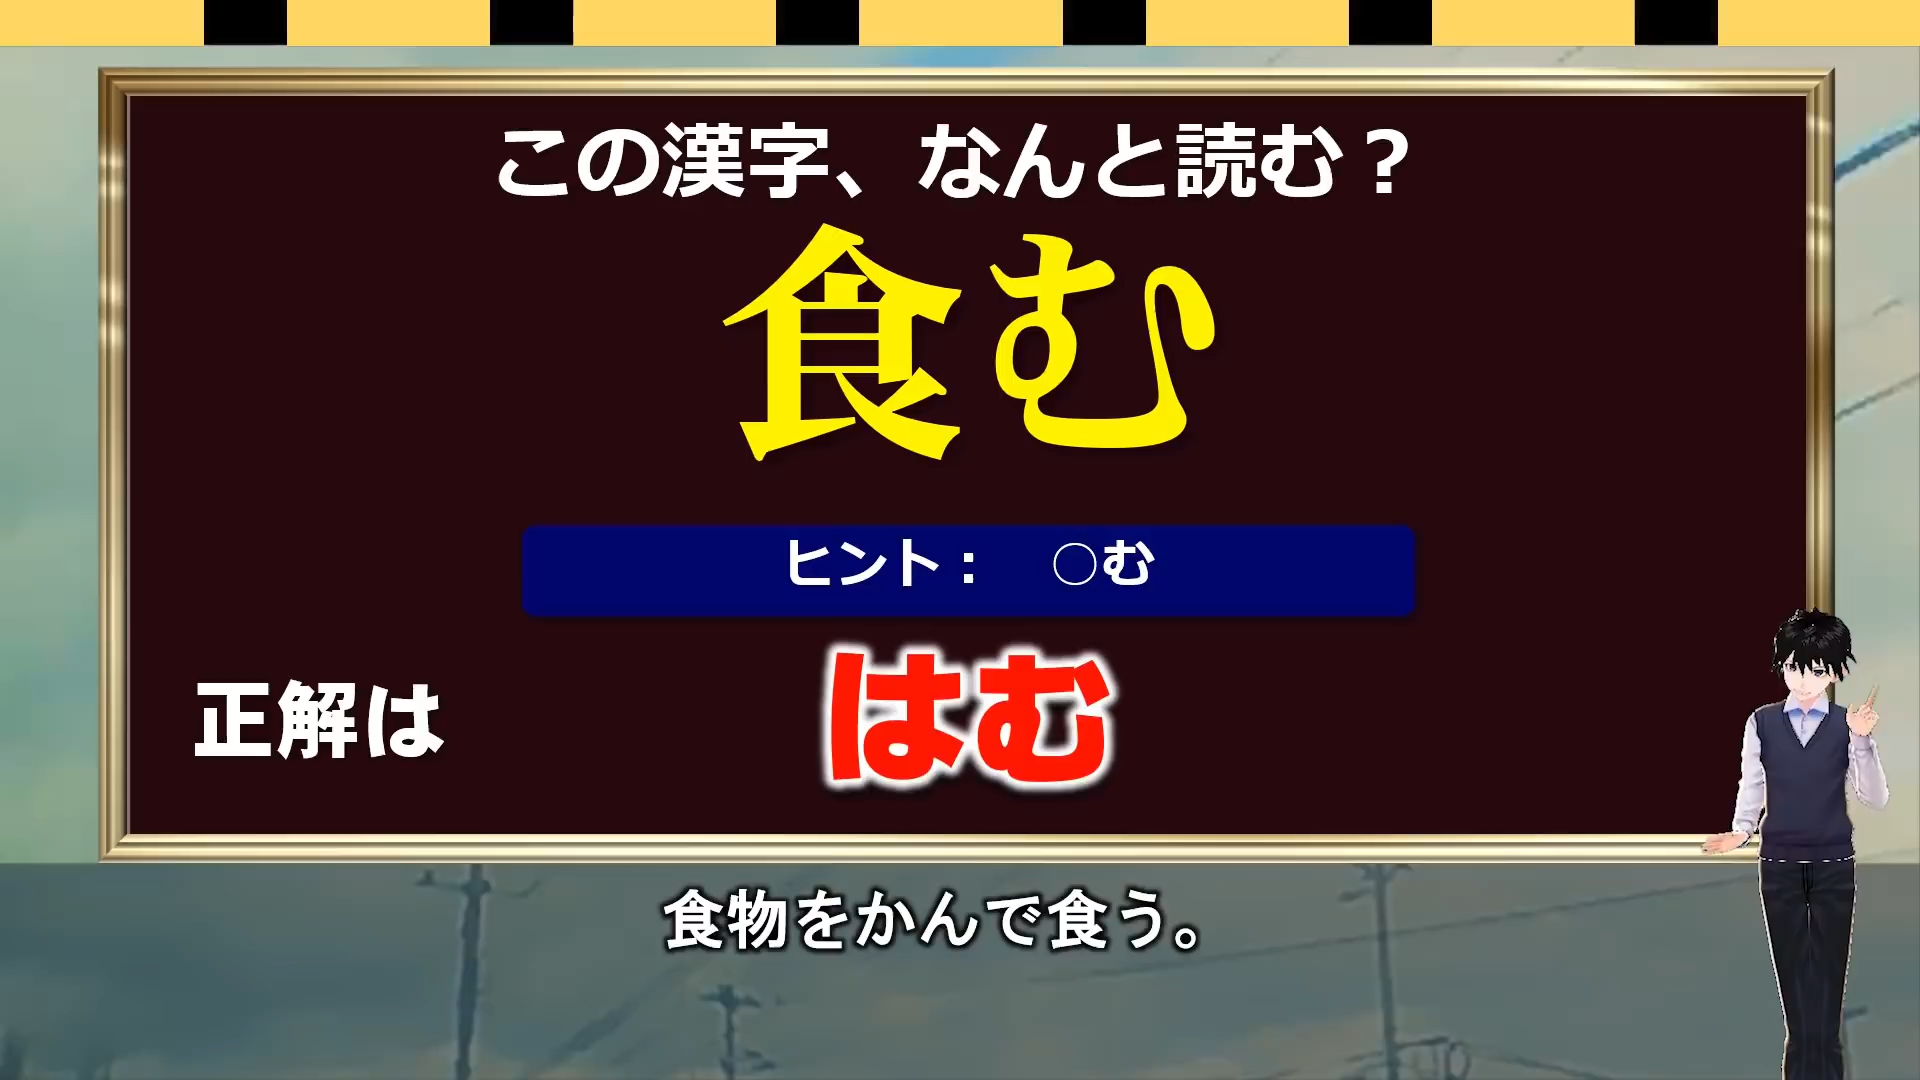 この漢字、なんと読む？
食む
ヒント：　○む
正解は　はむ
食物をかんで食う。